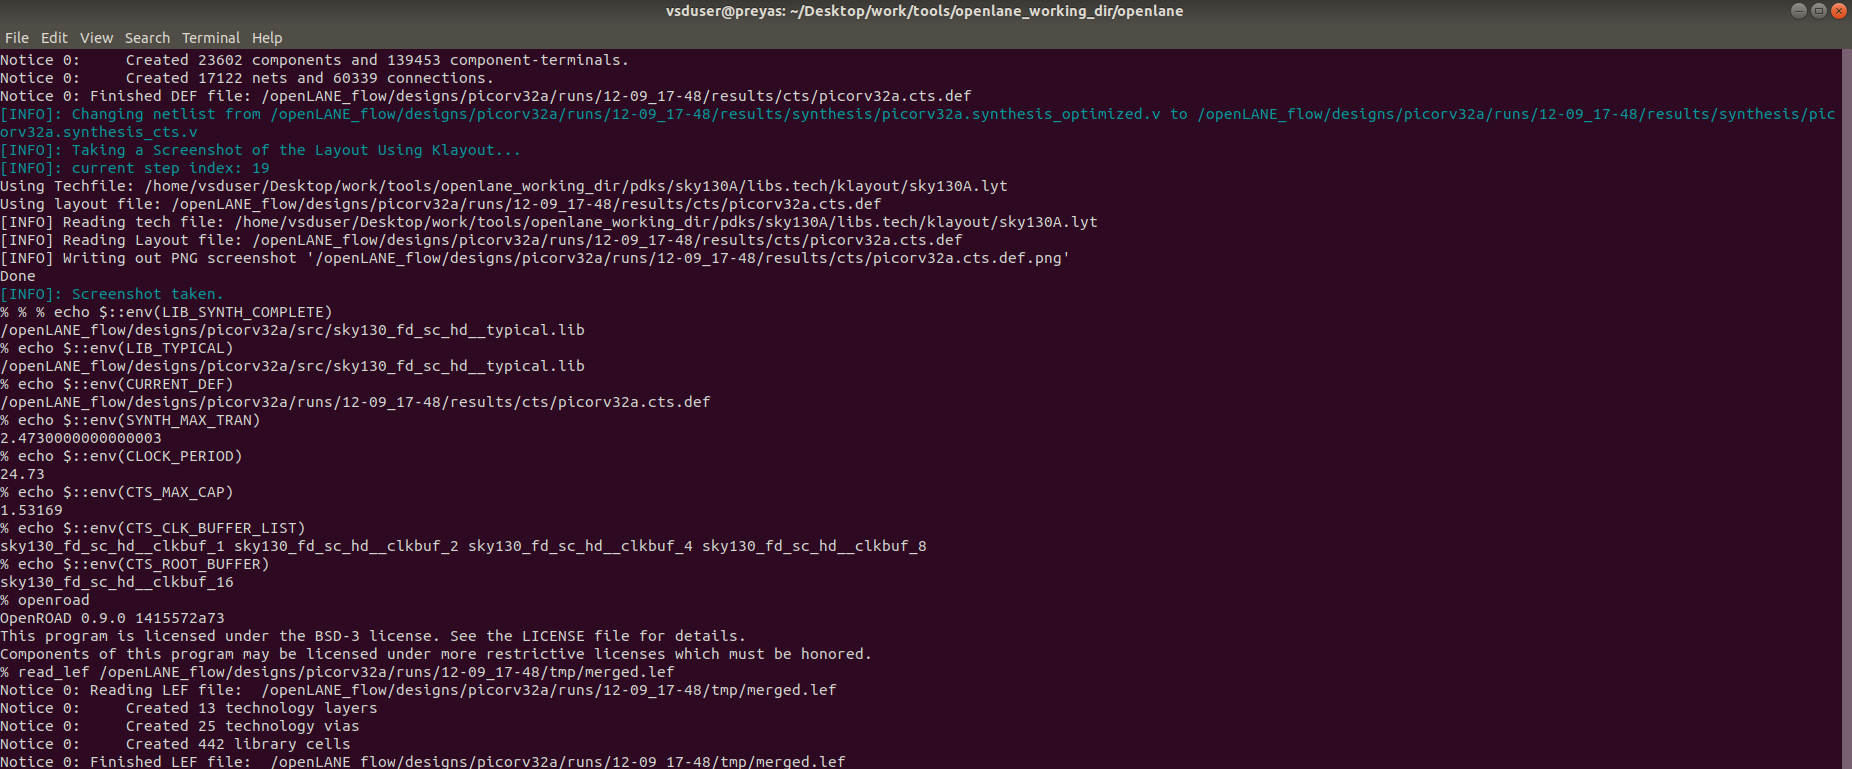 vsduser@preyas: ~/Desktop/work/tools/openlane_working_dir/openlane
File Edit View Search Terminal Help
Notice 0:     Created 23602 components and 139453 component-terminals.
Notice 0:     Created 17122 nets and 60339 connections.
Notice 0: Finished DEF file: /openLANE_flow/designs/picorv32a/runs/12-09_17-48/results/cts/picorv32a.cts.def
[INFO]: Changing netlist from /openLANE_flow/designs/picorv32a/runs/12-09_17-48/results/synthesis/picorv32a.synthesis_optimized.v to /openLANE_flow/designs/picorv32a/runs/12-09_17-48/results/synthesis/pic
orv32a.synthesis_cts.v
[INFO]: Taking a Screenshot of the Layout Using Klayout...
[INFO]: current step index: 19
Using Techfile: /home/vsduser/Desktop/work/tools/openlane_working_dir/pdks/sky130A/libs.tech/klayout/sky130A.lyt
Using layout file: /openLANE_flow/designs/picorv32a/runs/12-09_17-48/results/cts/picorv32a.cts.def
[INFO] Reading tech file: /home/vsduser/Desktop/work/tools/openlane_working_dir/pdks/sky130A/libs.tech/klayout/sky130A.lyt
[INFO] Reading Layout file: /openLANE_flow/designs/picorv32a/runs/12-09_17-48/results/cts/picorv32a.cts.def
[INFO] Writing out PNG screenshot '/openLANE_flow/designs/picorv32a/runs/12-09_17-48/results/cts/picorv32a.cts.def.png'
Done
[INFO]: Screenshot taken.
% % % echo $::env(LIB_SYNTH_COMPLETE)
/openLANE_flow/designs/picorv32a/src/sky130_fd_sc_hd__typical.lib
% echo $::env(LIB_TYPICAL)
/openLANE_flow/designs/picorv32a/src/sky130_fd_sc_hd__typical.lib
% echo $::env(CURRENT_DEF)
/openLANE_flow/designs/picorv32a/runs/12-09_17-48/results/cts/picorv32a.cts.def
% echo $::env(SYNTH_MAX_TRAN)
2.4730000000000003
% echo $::env(CLOCK_PERIOD)
24.73
% echo $::env(CTS_MAX_CAP)
1.53169
% echo $::env(CTS_CLK_BUFFER_LIST)
sky130_fd_sc_hd__clkbuf_1 sky130_fd_sc_hd__clkbuf_2 sky130_fd_sc_hd__clkbuf_4 sky130_fd_sc_hd__clkbuf_8
% echo $::env(CTS_ROOT_BUFFER)
sky130_fd_sc_hd__clkbuf_16
% openroad
OpenROAD 0.9.0 1415572a73
This program is licensed under the BSD-3 license. See the LICENSE file for details.
Components of this program may be licensed under more restrictive licenses which must be honored.
% read_lef /openLANE_flow/designs/picorv32a/runs/12-09_17-48/tmp/merged.lef
Notice 0: Reading LEF file:  /openLANE_flow/designs/picorv32a/runs/12-09_17-48/tmp/merged.lef
Notice 0:     Created 13 technology layers
Notice 0:     Created 25 technology vias
Notice 0:     Created 442 library cells
Notice 0: Finished LEF file:  /openLANE_flow/designs/picorv32a/runs/12-09_17-48/tmp/merged.lef